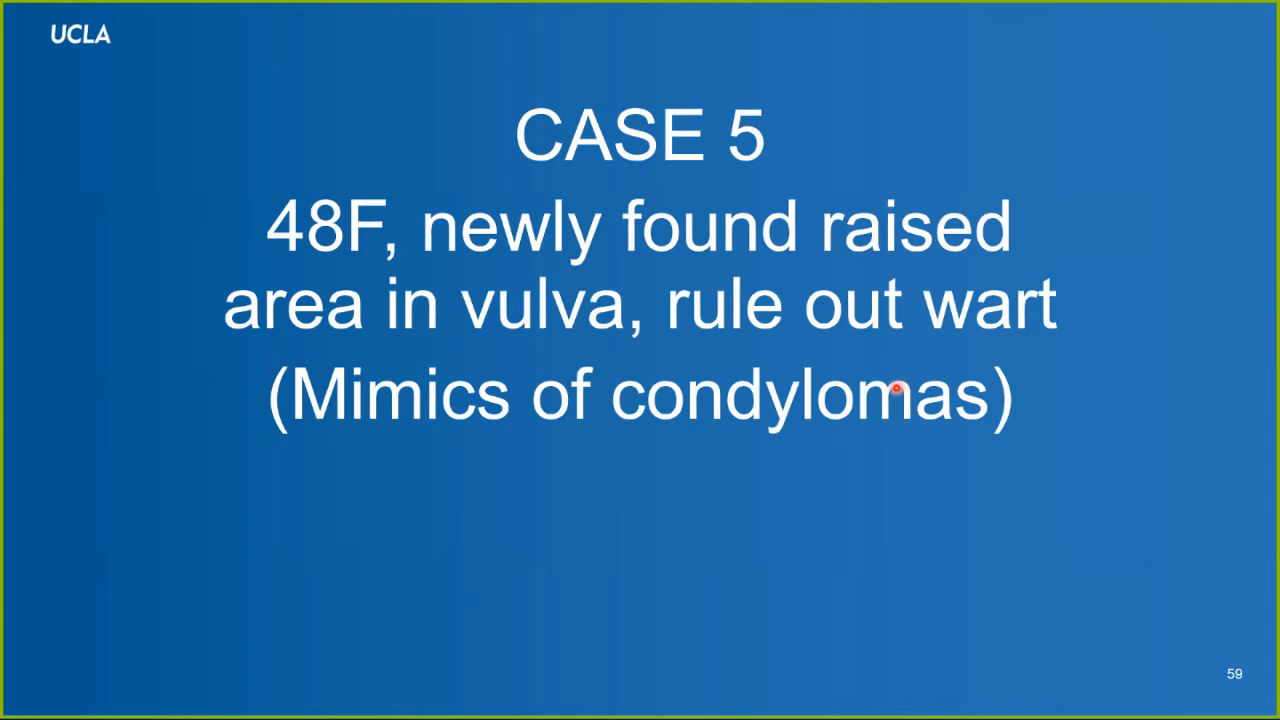 UCLA
CASE 5
48F, newly found raised
area in vulva, rule out wart
(Mimics of condylomas)
59